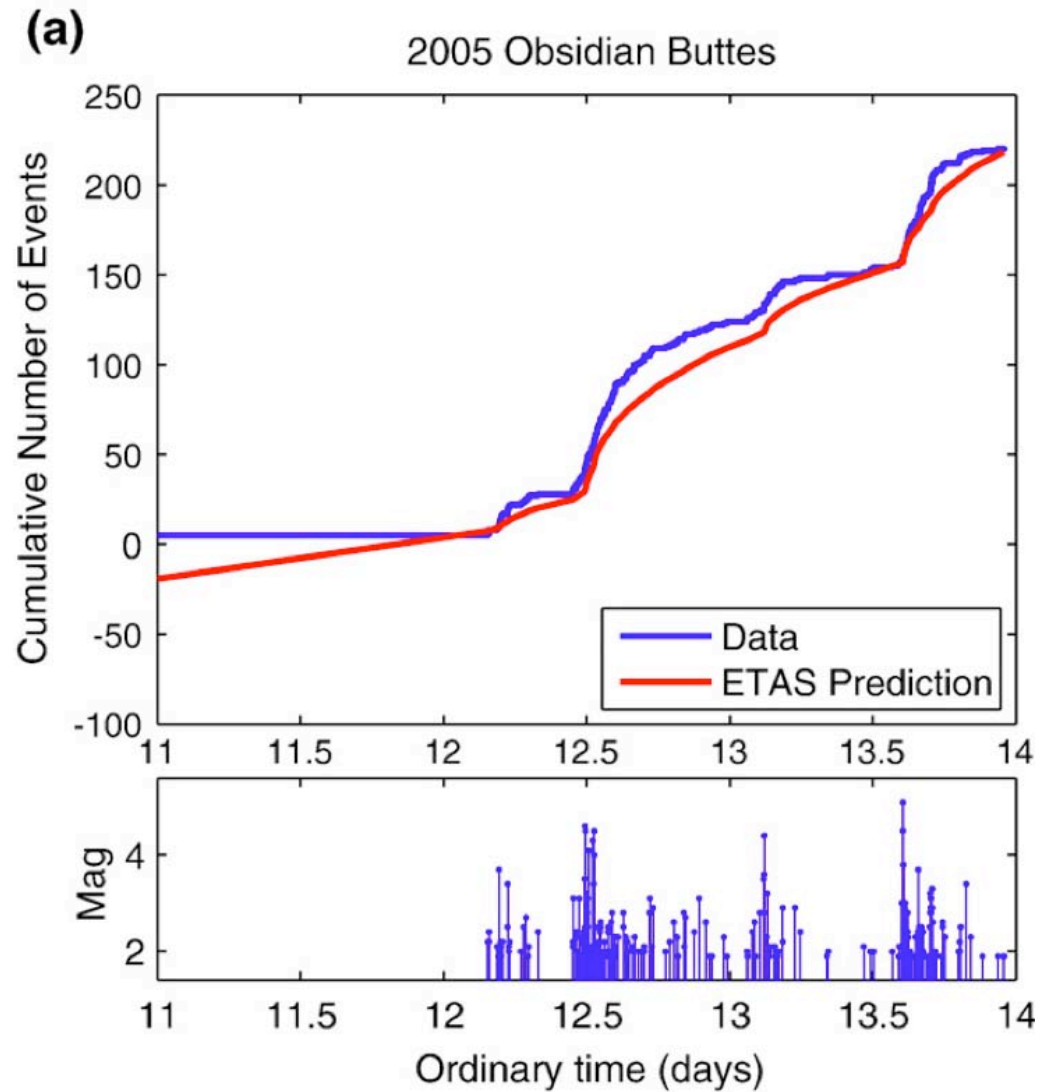 (a)
2005 Obsidian Buttes
Cumulative Number of Events
250
200
150
100
50
0
-50
-100
Data
ETAS Prediction
11 11.5 12 12.5 13 13.5 14
Mag
4
2
11 11.5 12 12.5 13 13.5 14
Ordinary time (days)